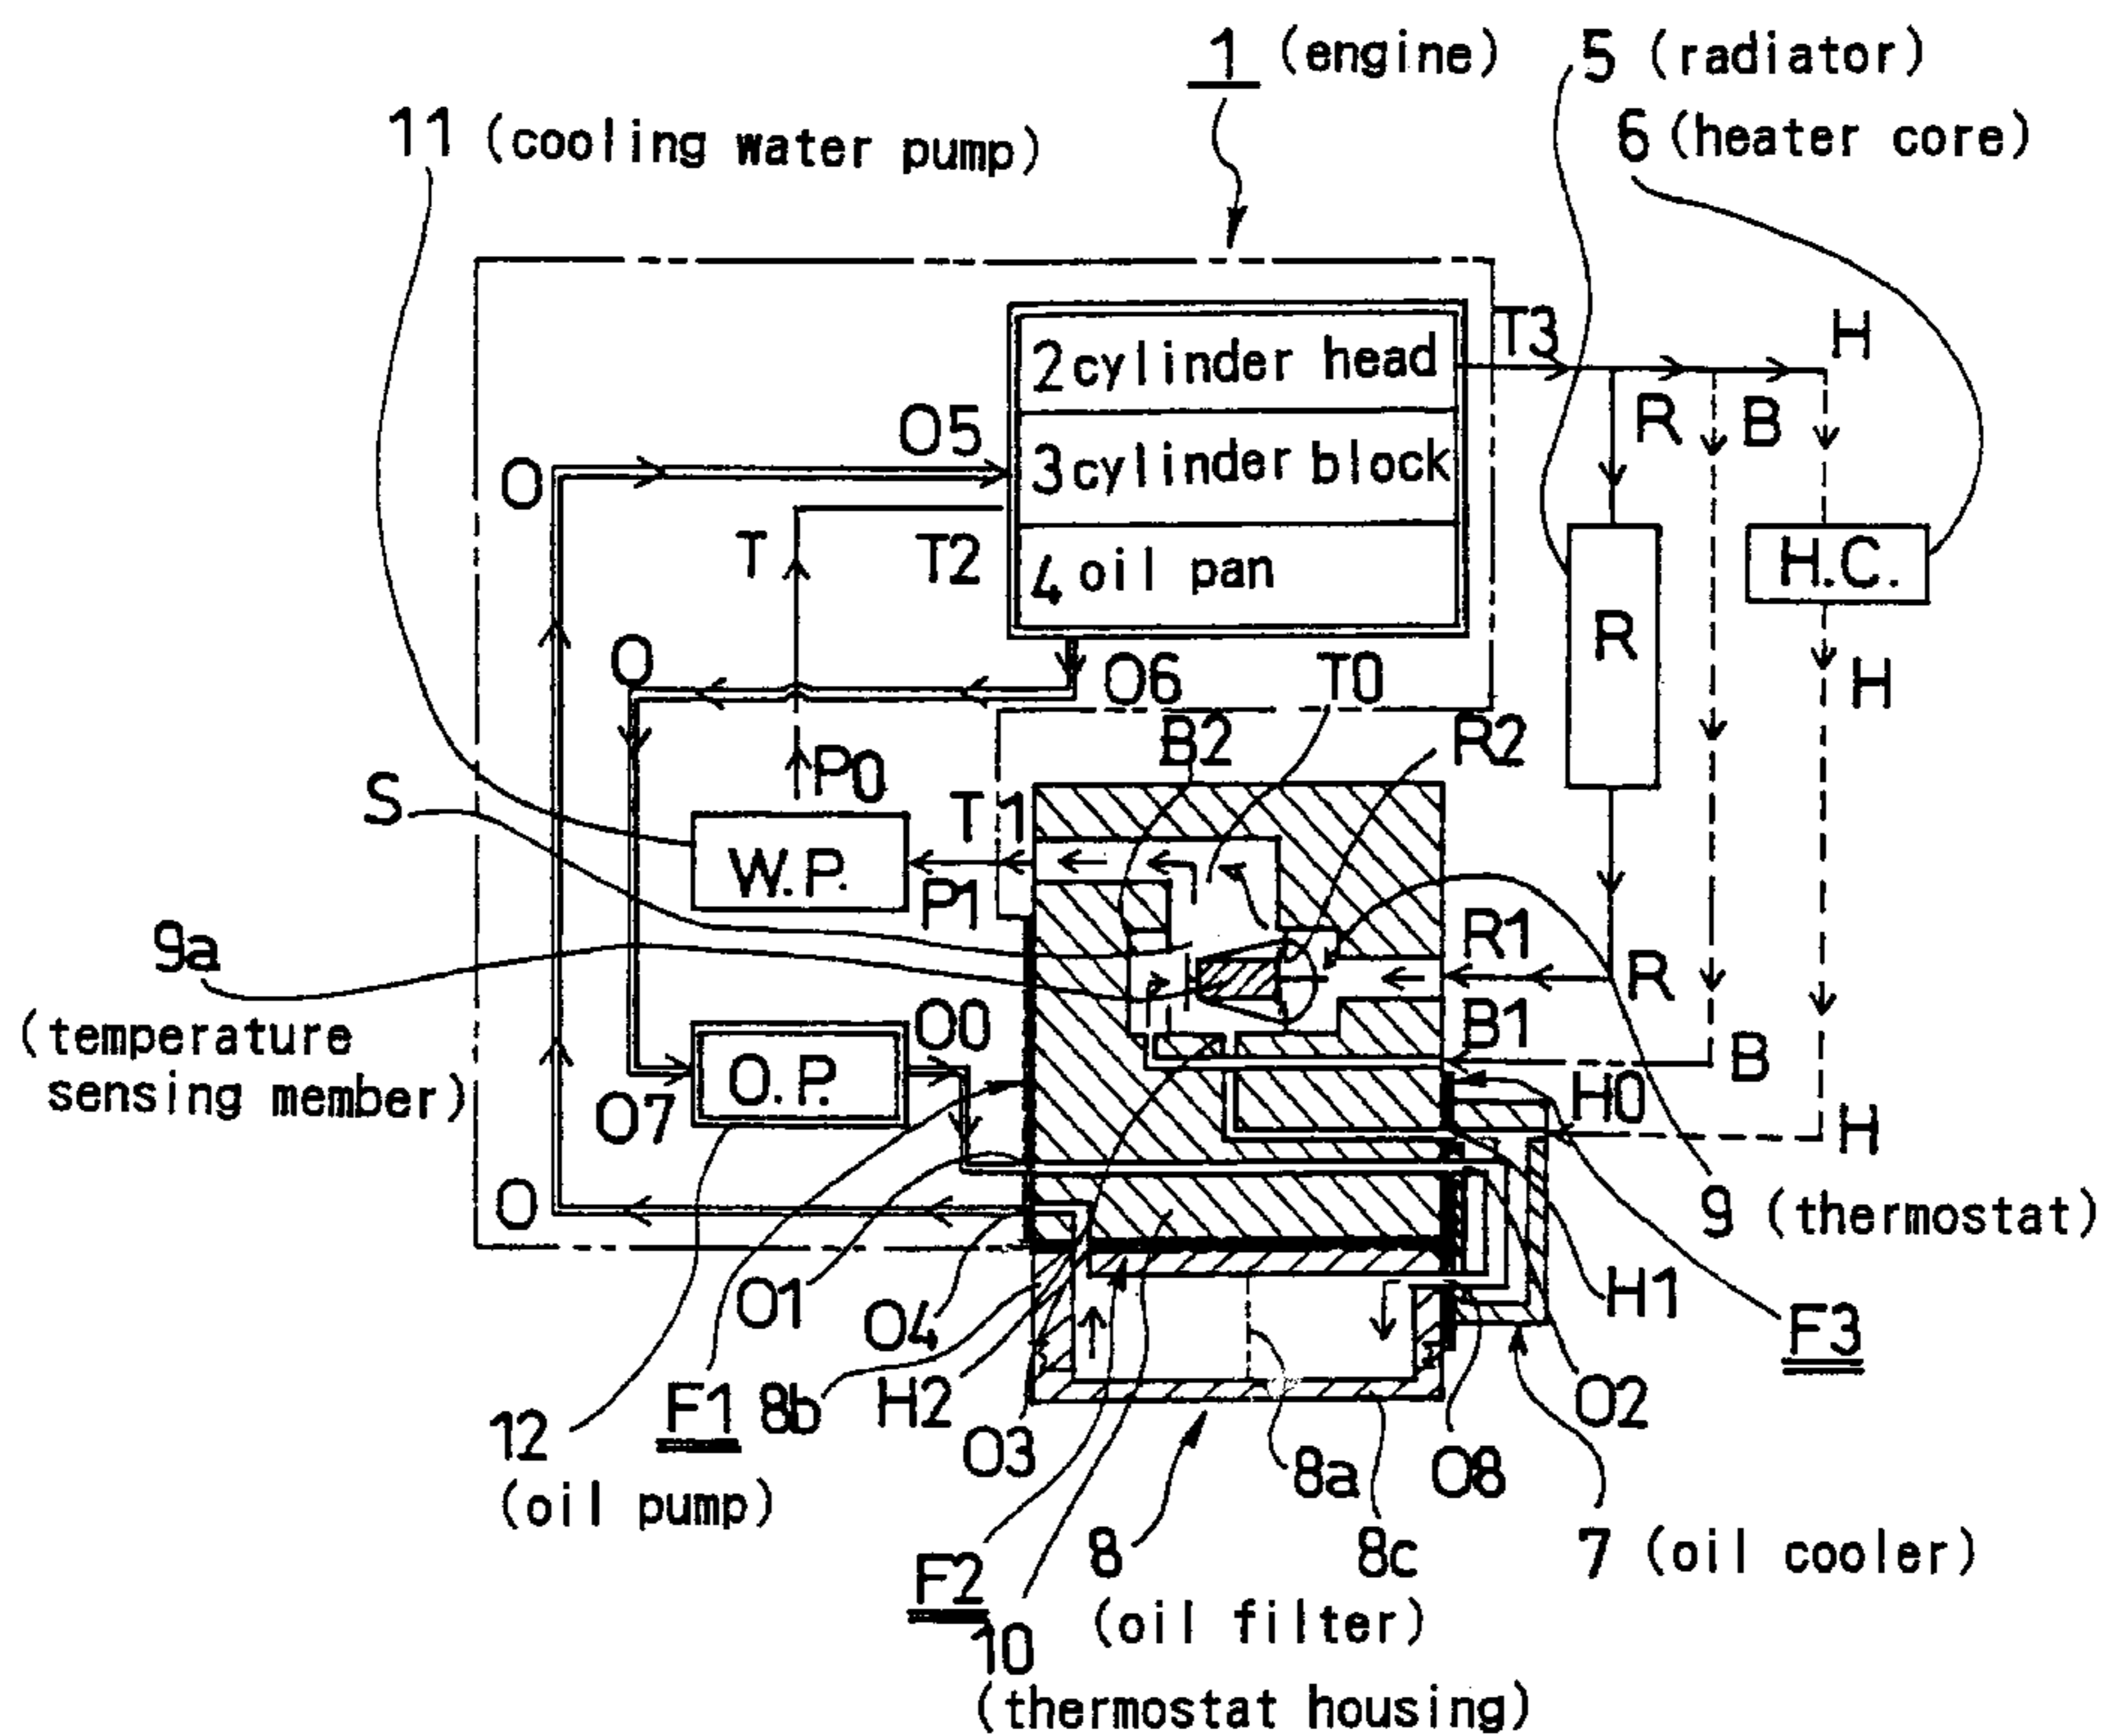 1 (engine)
5 (radiator)
11 (cooling water pump)
6 (heater core)
T3
H
2 cylinder head
R
B
O5
O
3 cylinder block
T
T2
4 oil pan
H.C.
R
O
O6
T0
H
B2
R2
P0
S
T1
W.P.
P1
9a
R1
R
(temperature
sensing member)
O0
B1
B
O.P.
H0
O7
H
O
9 (thermostat)
O1
O4
H1
F3
F1
8b
H2
O2
12
O3
8a
O8
(oil pump)
F2
8
8c
7 (oil cooler)
10
(oil filter)
(thermostat housing)